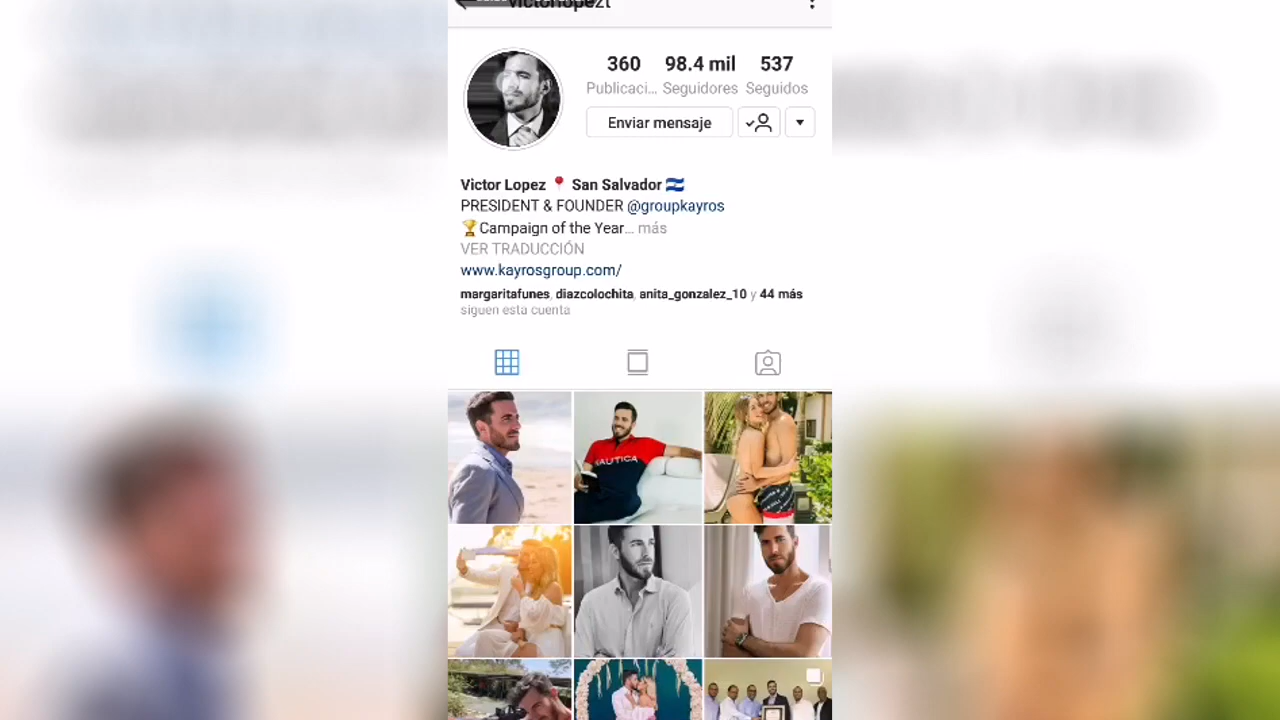 victorlopezt
360 98.4 mil 537
Publicaci... Seguidores Seguidos
Enviar mensaje
Victor Lopez 📍 San Salvador 🇸🇻
PRESIDENT & FOUNDER @groupkayros
🏆Campaign of the Year... más
VER TRADUCCIÓN
www.kayrosgroup.com/
margaritafunes, diazcolochita, anita_gonzalez_10 y 44 más
siguen esta cuenta
NAUTICA